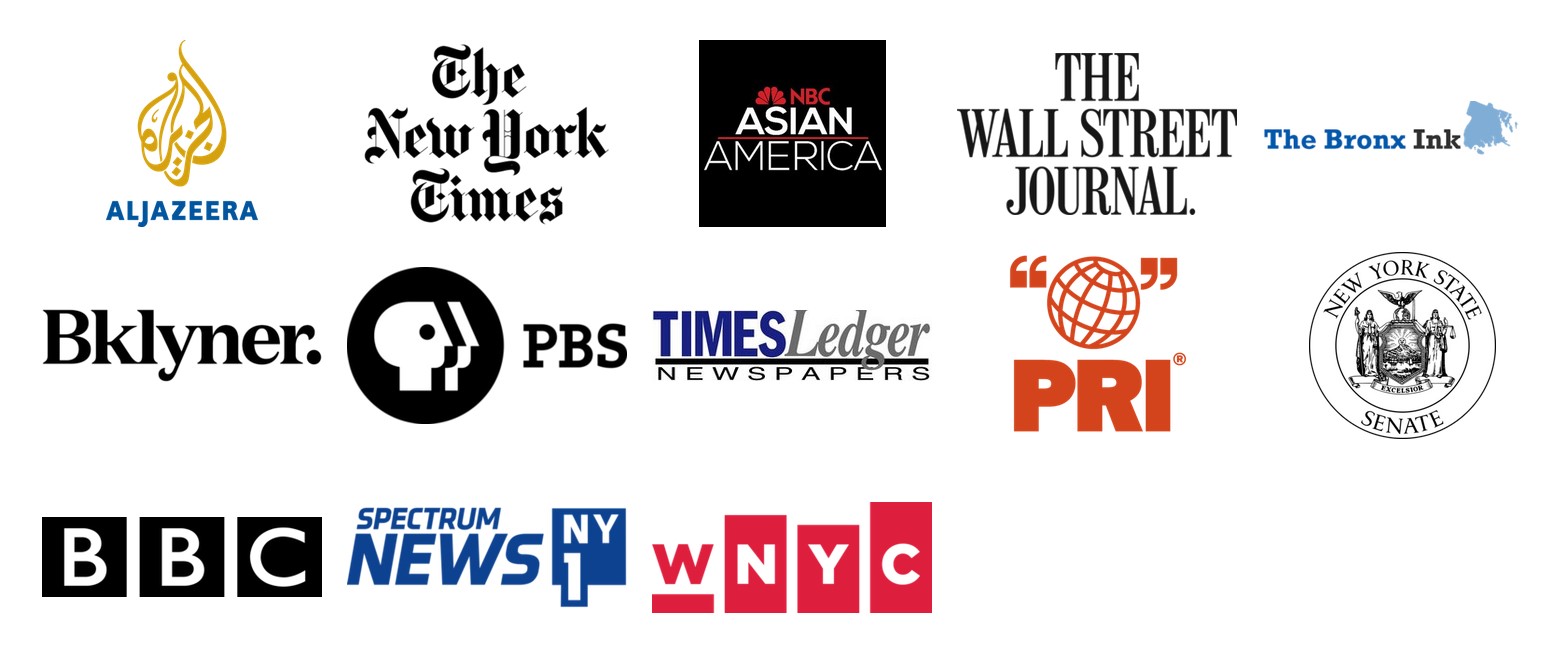 الجزيرة
ALJAZEERA
The
New York
Times
NBC
ASIAN
AMERICA
THE
WALL STREET
JOURNAL.
The Bronx Ink
Bklyner.
PBS
TIMESLedger
NEWSPAPERS
“ ”
PRI®
NEW YORK STATE
EXCELSIOR
SENATE
BBC
SPECTRUM
NEWS
NY
1
WNYC